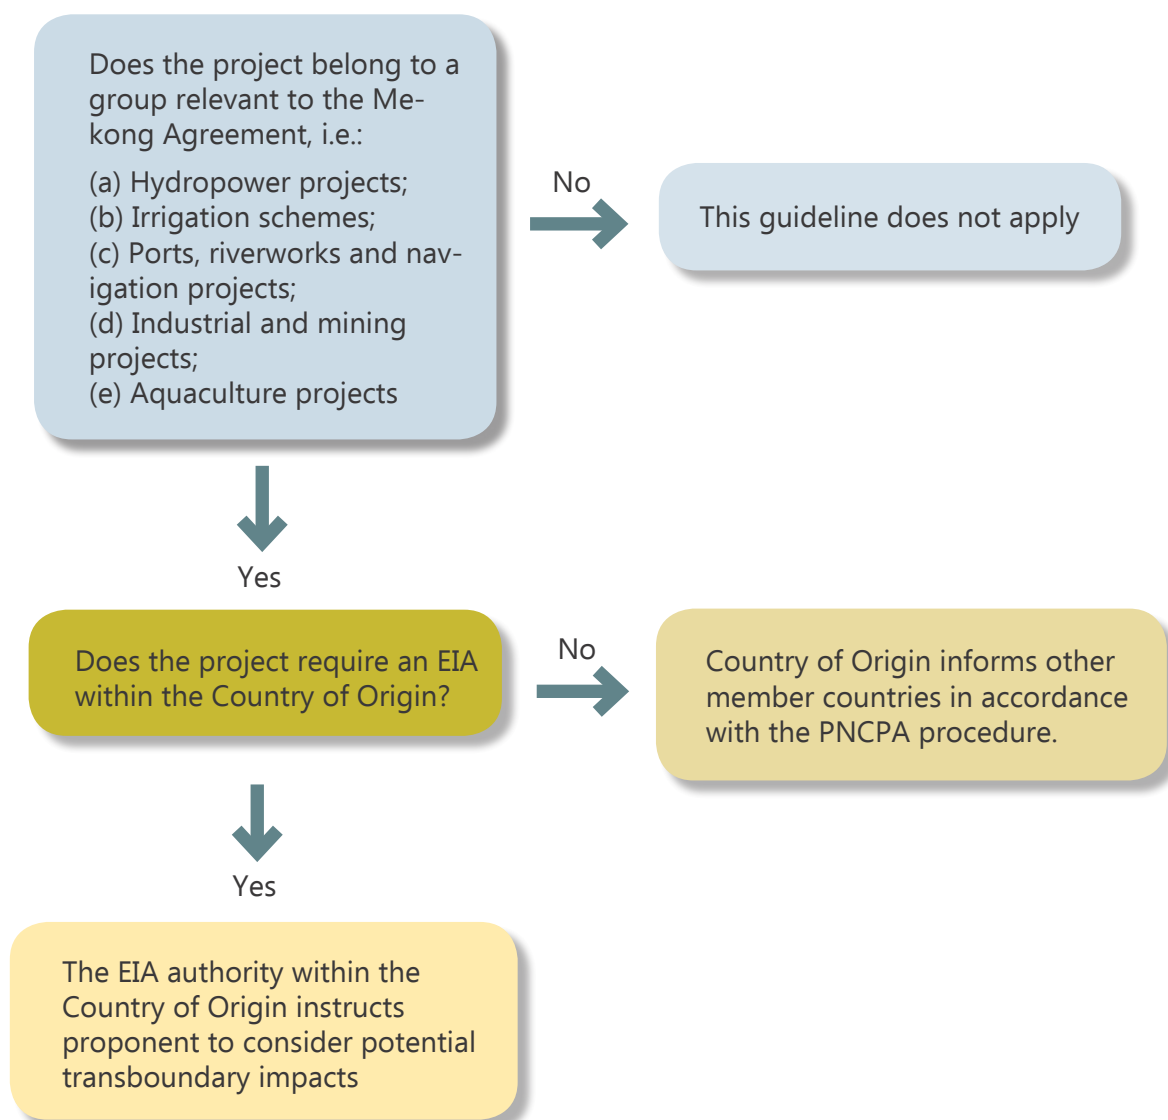 Does the project belong to a
group relevant to the Me-
kong Agreement, i.e.:
(a) Hydropower projects;
(b) Irrigation schemes;
(c) Ports, riverworks and nav-
igation projects;
(d) Industrial and mining
projects;
(e) Aquaculture projects
No
This guideline does not apply
Yes
Does the project require an EIA
within the Country of Origin?
No
Country of Origin informs other
member countries in accordance
with the PNCPA procedure.
Yes
The EIA authority within the
Country of Origin instructs
proponent to consider potential
transboundary impacts